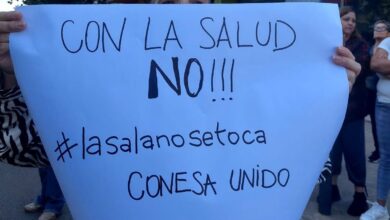 CON LA SALUD
NO!!!
#lasalanosetoca
CONESA UNIDO